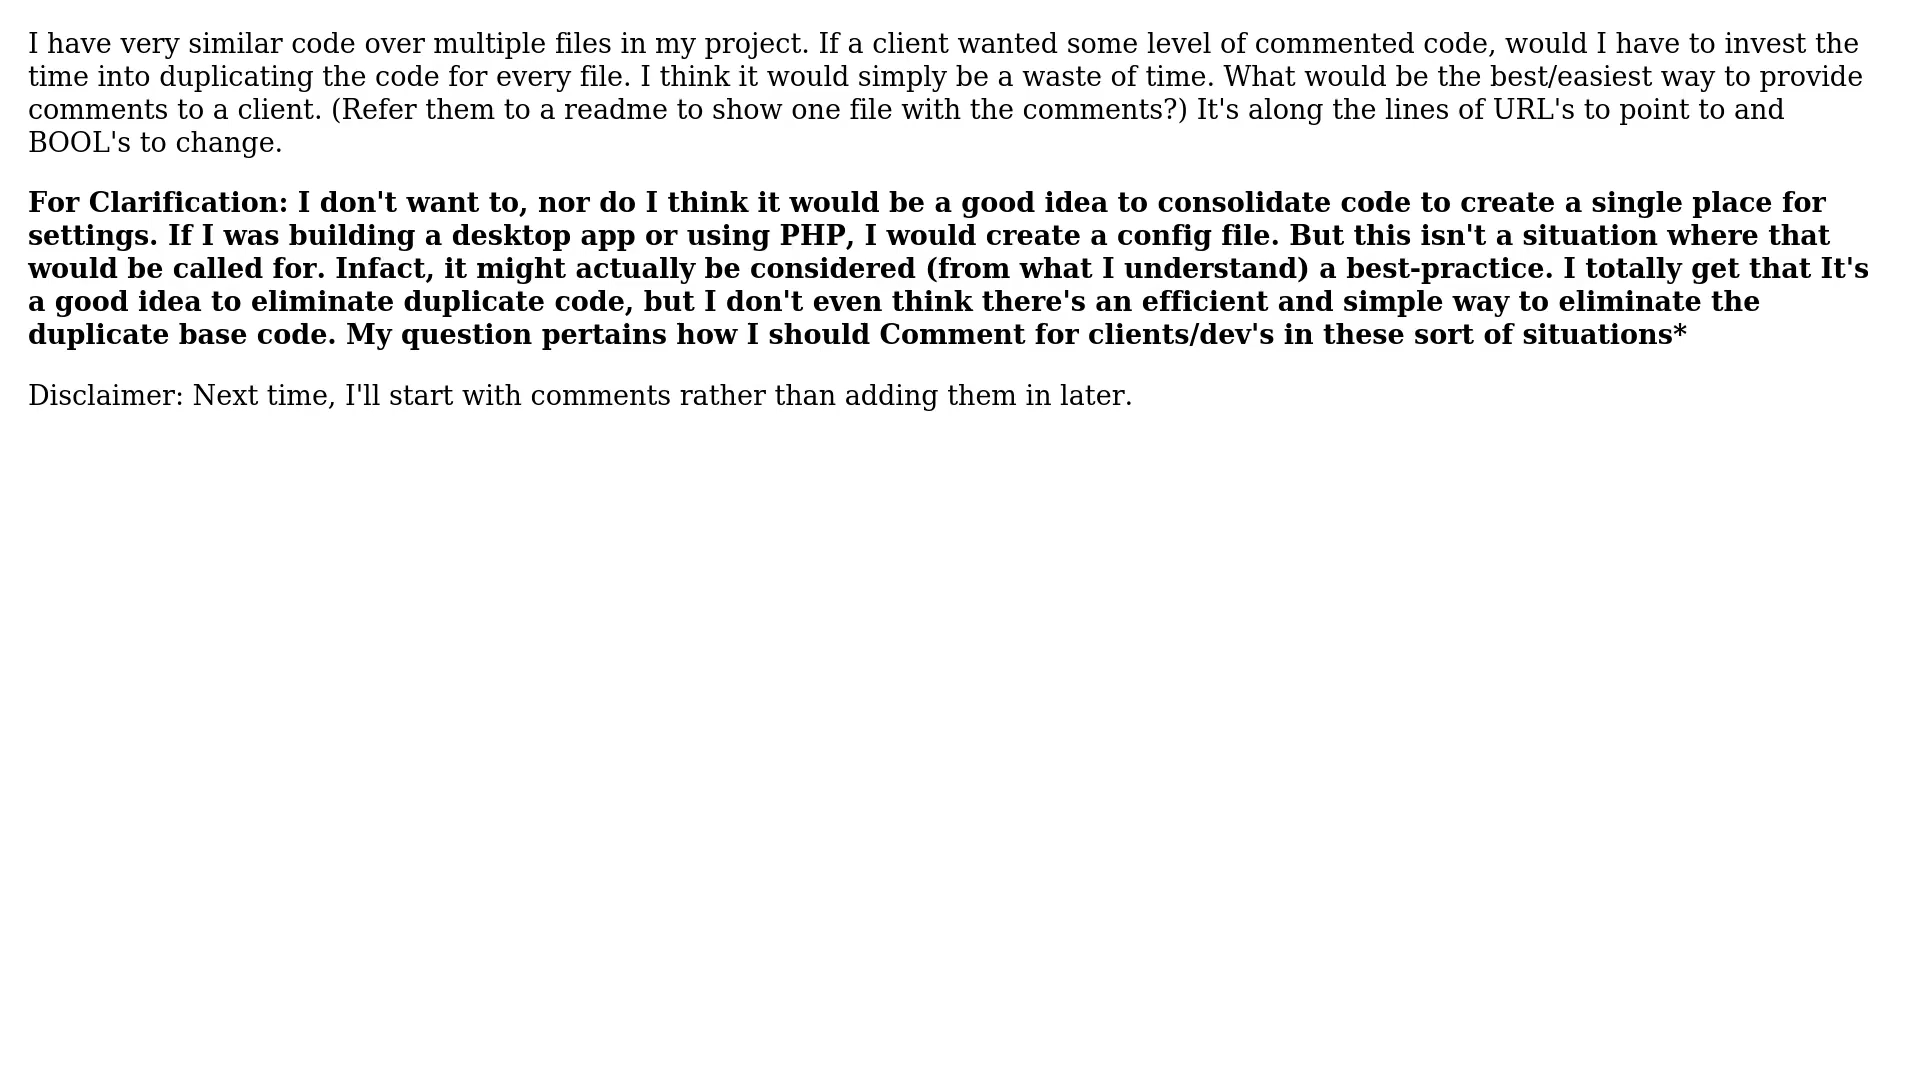 I have very similar code over multiple files in my project. If a client wanted some level of commented code, would I have to invest the
time into duplicating the code for every file. I think it would simply be a waste of time. What would be the best/easiest way to provide
comments to a client. (Refer them to a readme to show one file with the comments?) It's along the lines of URL's to point to and
BOOL's to change.
For Clarification: I don't want to, nor do I think it would be a good idea to consolidate code to create a single place for
settings. If I was building a desktop app or using PHP, I would create a config file. But this isn't a situation where that
would be called for. Infact, it might actually be considered (from what I understand) a best-practice. I totally get that It's
a good idea to eliminate duplicate code, but I don't even think there's an efficient and simple way to eliminate the
duplicate base code. My question pertains how I should Comment for clients/dev's in these sort of situations*
Disclaimer: Next time, I'll start with comments rather than adding them in later.